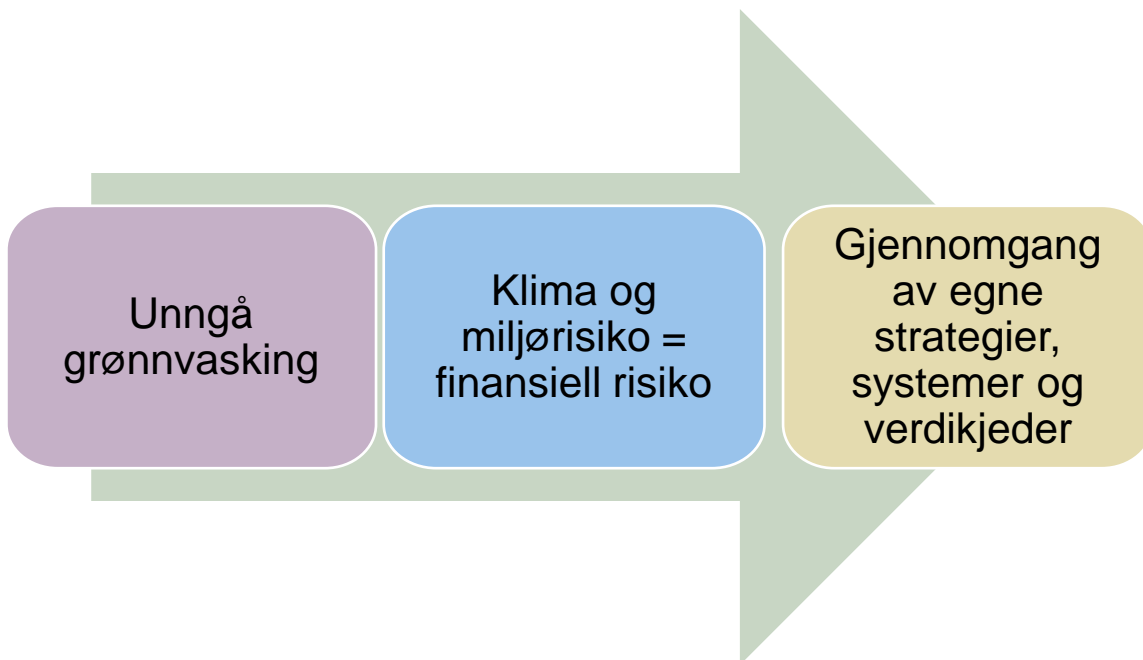 Unngå
grønnvasking
Klima og
miljørisiko =
finansiell risiko
Gjennomgang
av egne
strategier,
systemer og
verdikjeder